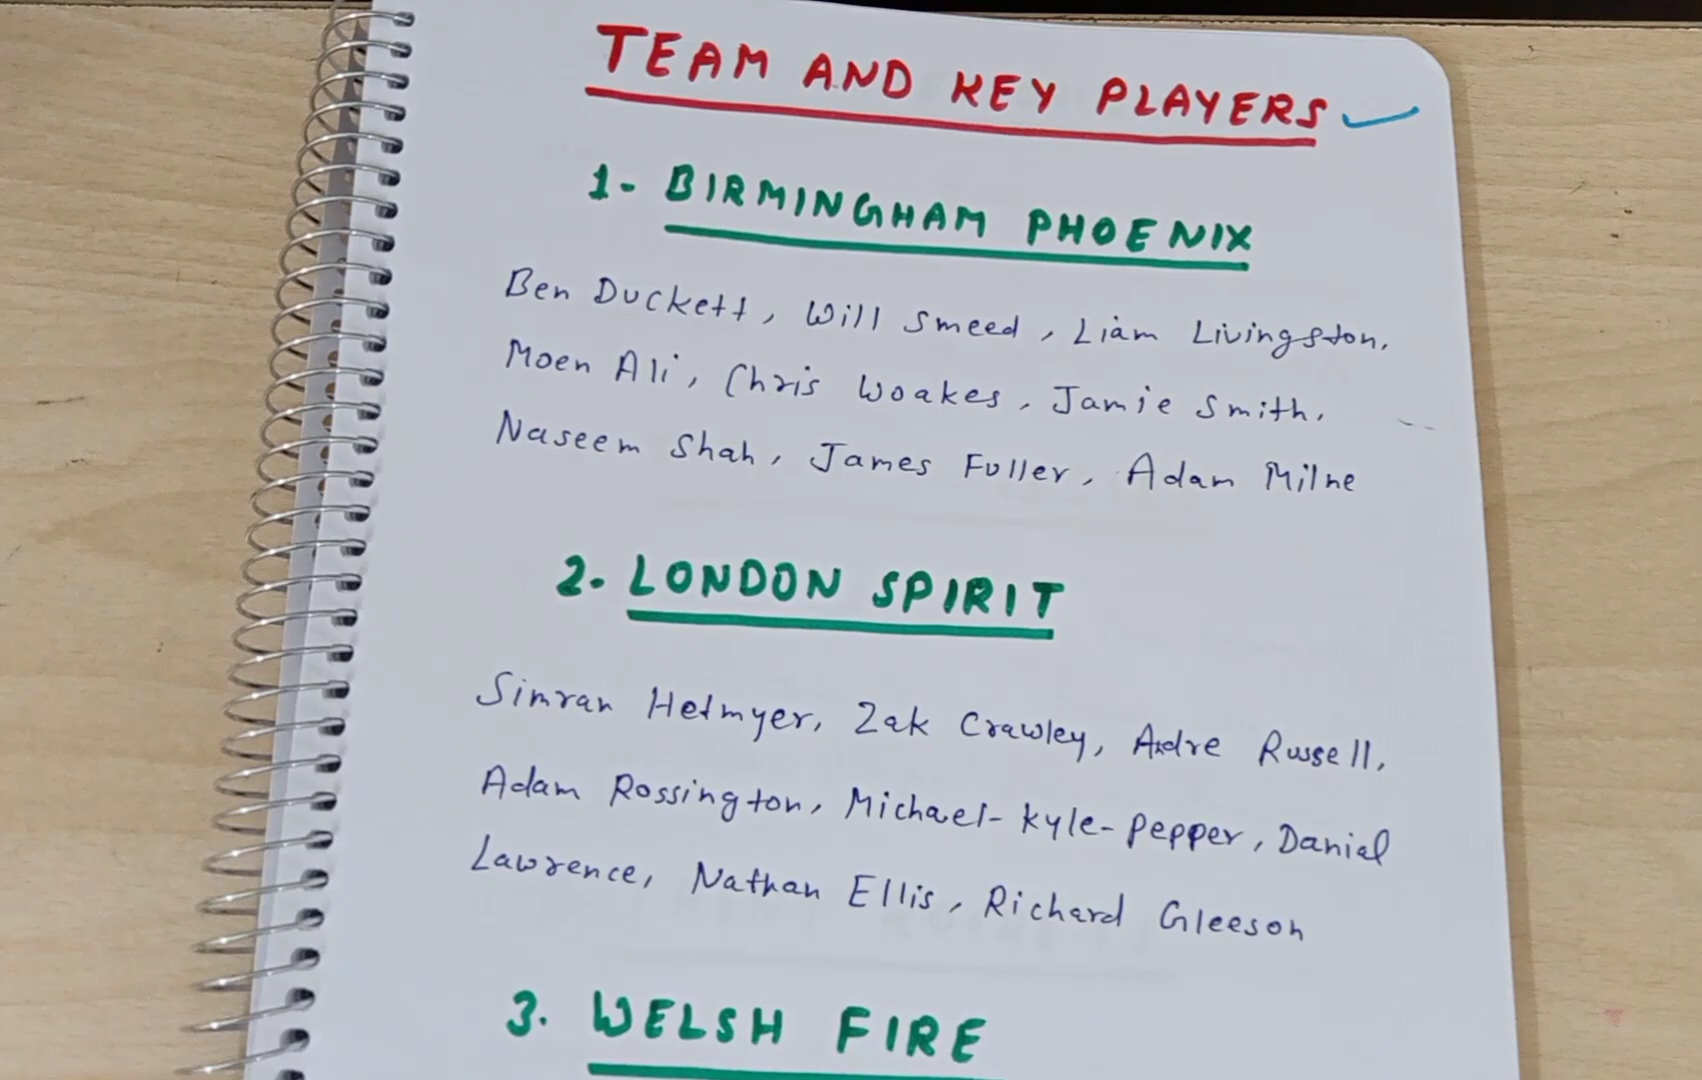 TEAM AND KEY PLAYERS
1- BIRMINGHAM PHOENIX
Ben Duckett, Will Smeed, Liam Livingston,
Moen Ali, Chris Woakes, Jamie Smith,
Naseem Shah, James Fuller, Adam Milne
2. LONDON SPIRIT
Simran Hetmyer, Zak Crawley, Andre Russell,
Adam Rossington, Michael-Kyle-Pepper, Danial
Lawrence, Nathan Ellis, Richard Gleeson
3. WELSH FIRE